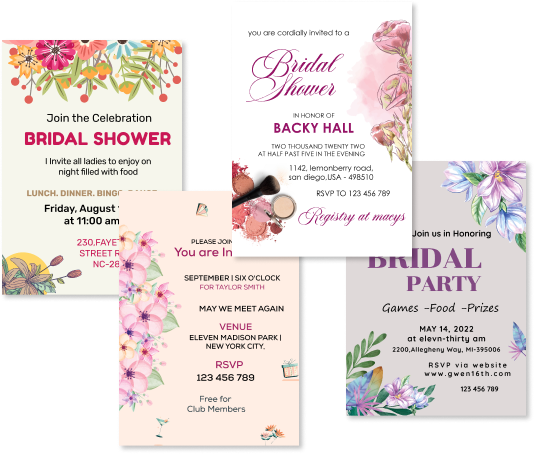 Join the Celebration
BRIDAL SHOWER
I Invite all ladies to enjoy on
night filled with food
LUNCH. DINNER. BINGO.
Friday, August
at 11:00 am
230.FAYE
STREET R
NC-28
you are cordially invited to a
Bridal
Shower
IN HONOR OF
BACKY HALL
TWO THOUSAND TWENTY TWO
AT HALF PAST FIVE IN THE EVENING
1142, lemonberry road,
san diego,USA - 49B510
RSVP TO 123 456 789
Registry at macys
PLEASE JOIN
You are In
SEPTEMBER | SIX O'CLOCK
FOR TAYLOR SMITH
MAY WE MEET AGAIN
VENUE
ELEVEN MADISON PARK |
NEW YORK CITY.
RSVP
123 456 789
Free for
Club Members
in us in Honoring
BRIDAL
PARTY
Games -Food -Prizes
MAY 14, 2022
at elevn-thirty am
2200,Allegheny Way, MI-395006
RSVP via website
www.gwen16th.com
123 456 789